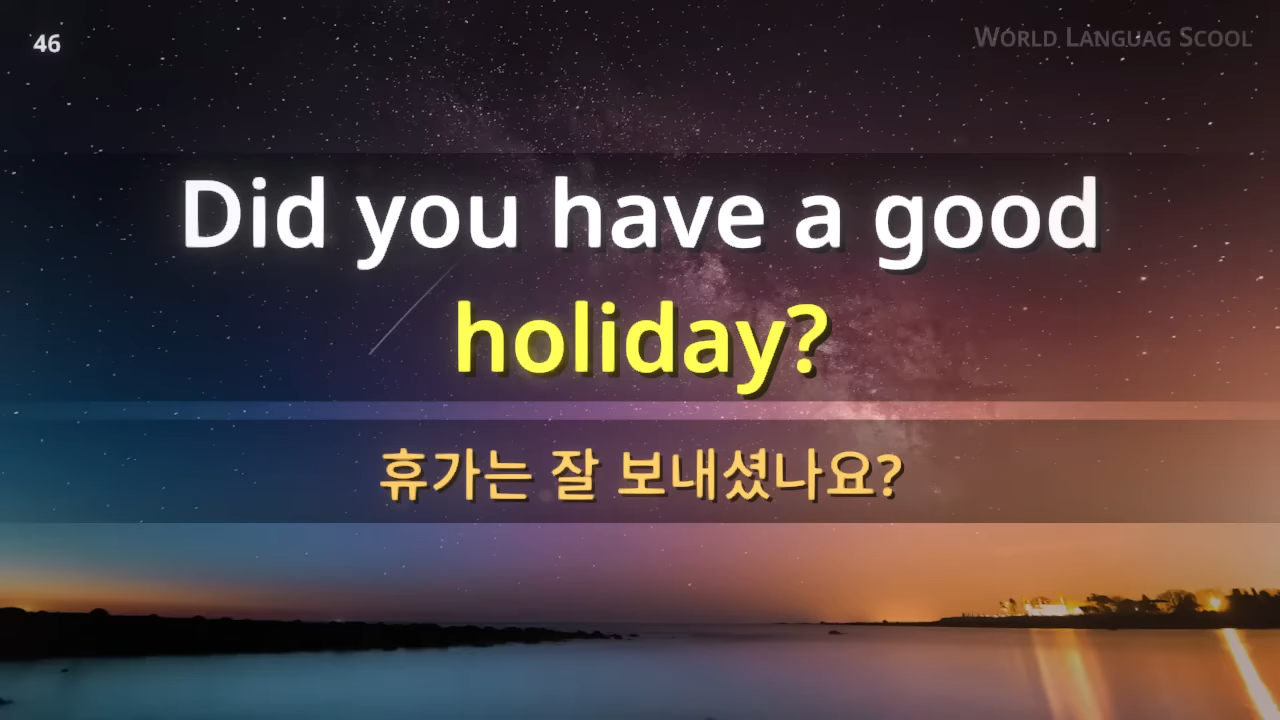 46
WORLD LANGUAG SCOOL
Did you have a good
holiday?
휴가는 잘 보내셨나요?